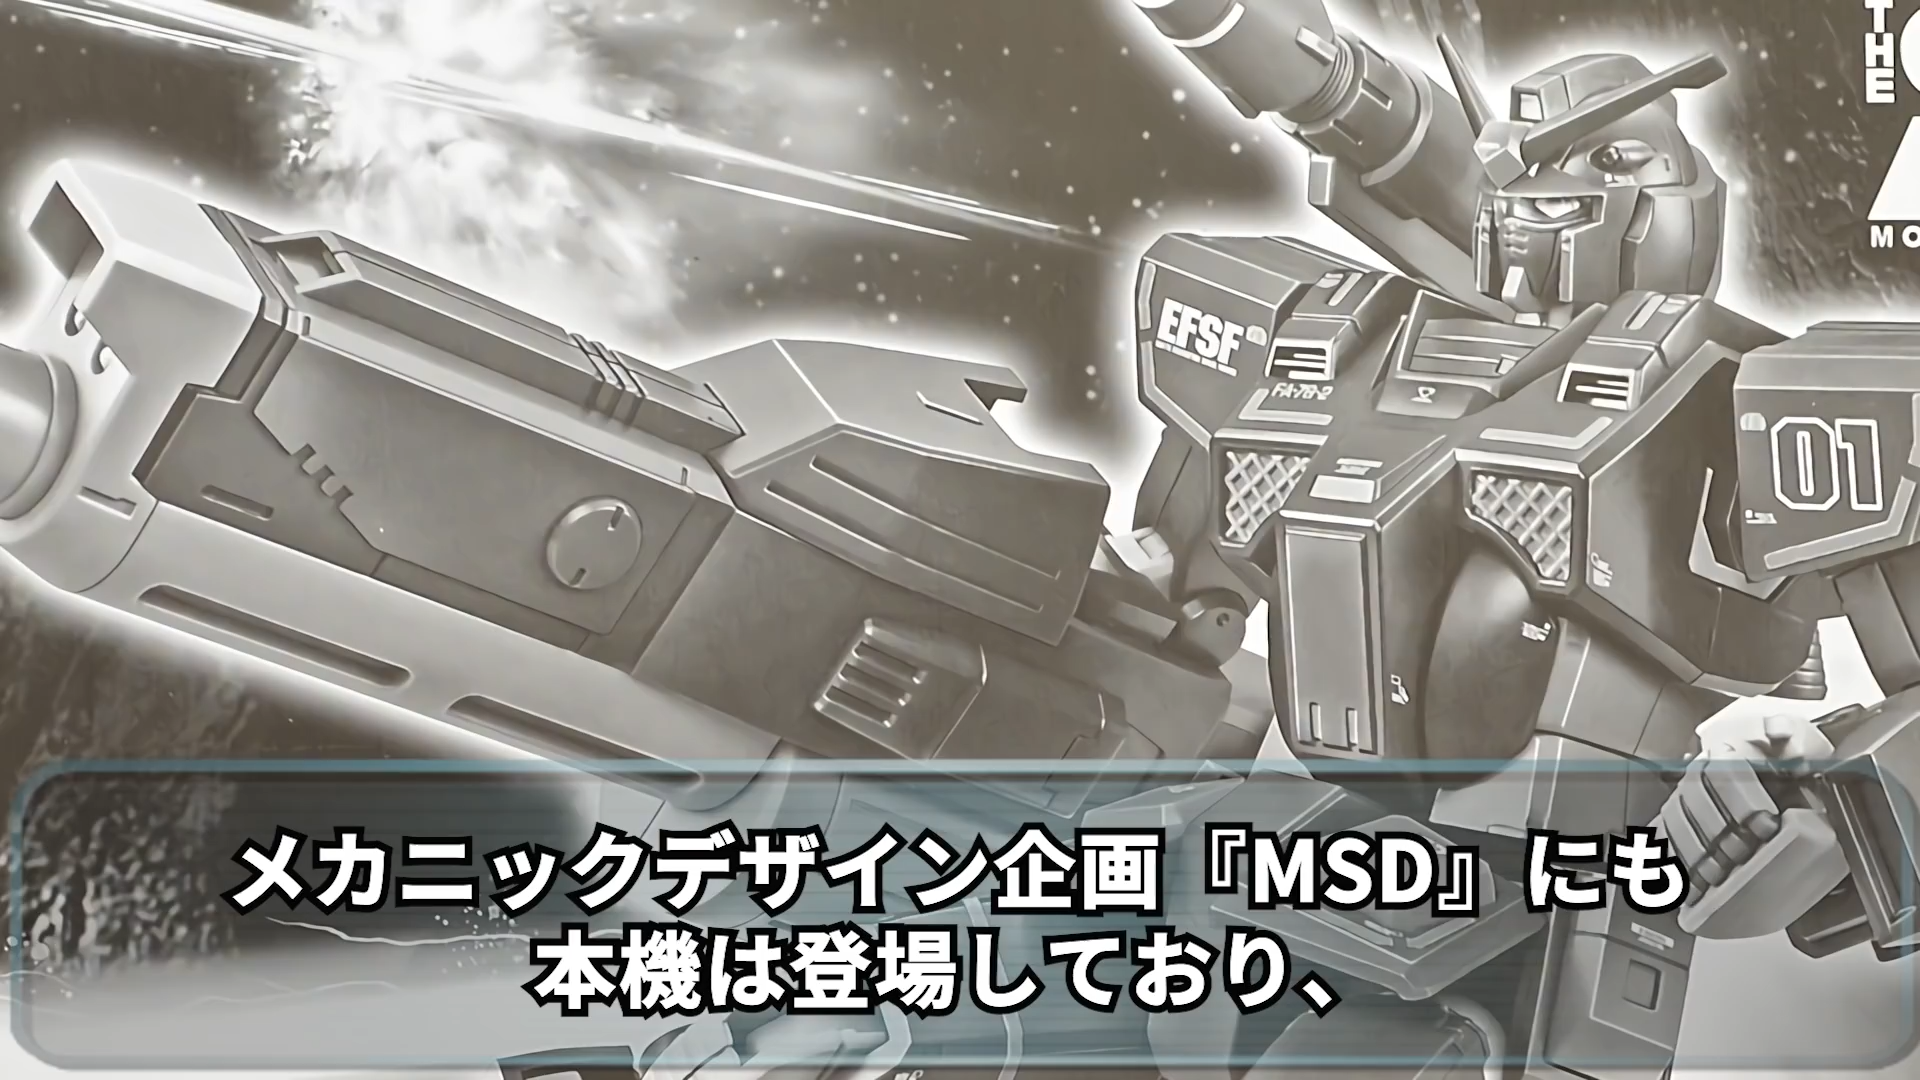 THE
MO
EFSF
FA-78-2
01
メカニックデザイン企画『MSD』にも
本機は登場しており、